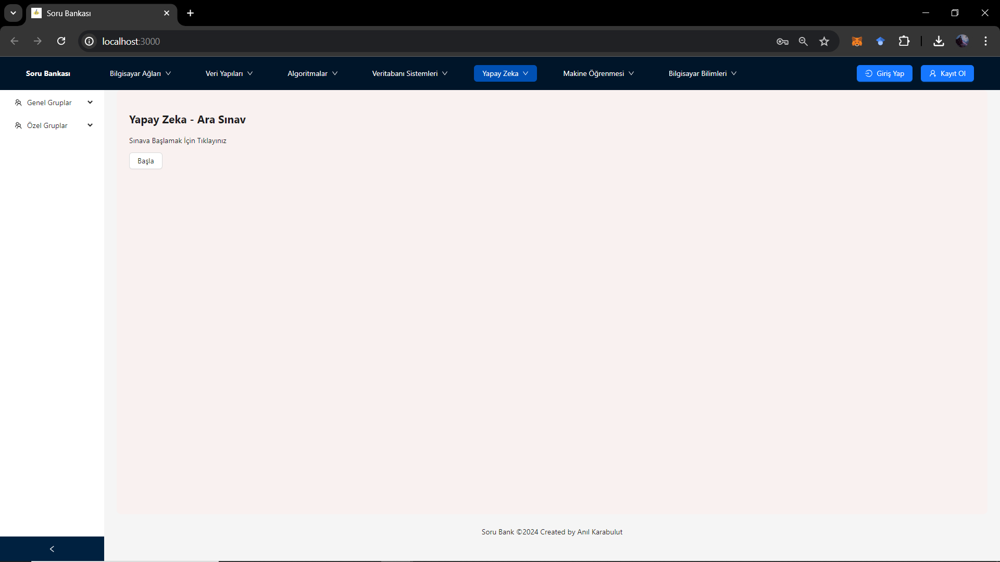 Soru Bankası
localhost:3000
Soru Bankası
Bilgisayar Ağları
Veri Yapıları
Algoritmalar
Veritabanı Sistemleri
Yapay Zeka
Makine Öğrenmesi
Bilgisayar Bilimleri
Giriş Yap
Kayıt Ol
Genel Gruplar
Özel Gruplar
Yapay Zeka - Ara Sınav
Sınava Başlamak İçin Tıklayınız
Başla
Soru Bank ©2024 Created by Anıl Karabulut